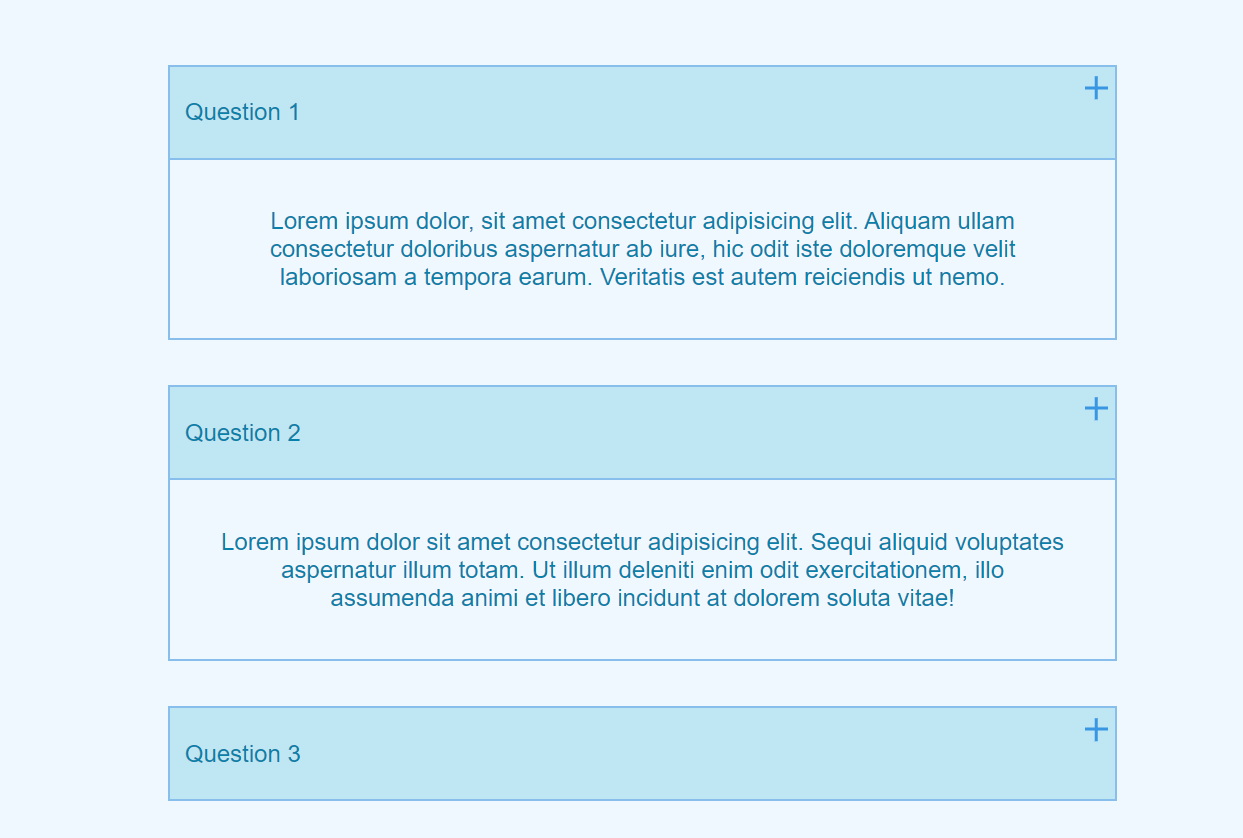 Question 1
Lorem ipsum dolor, sit amet consectetur adipisicing elit. Aliquam ullam
consectetur doloribus aspernatur ab iure, hic odit iste doloremque velit
laboriosam a tempora earum. Veritatis est autem reiciendis ut nemo.
Question 2
Lorem ipsum dolor sit amet consectetur adipisicing elit. Sequi aliquid voluptates
aspernatur illum totam. Ut illum deleniti enim odit exercitationem, illo
assumenda animi et libero incidunt at dolorem soluta vitae!
Question 3